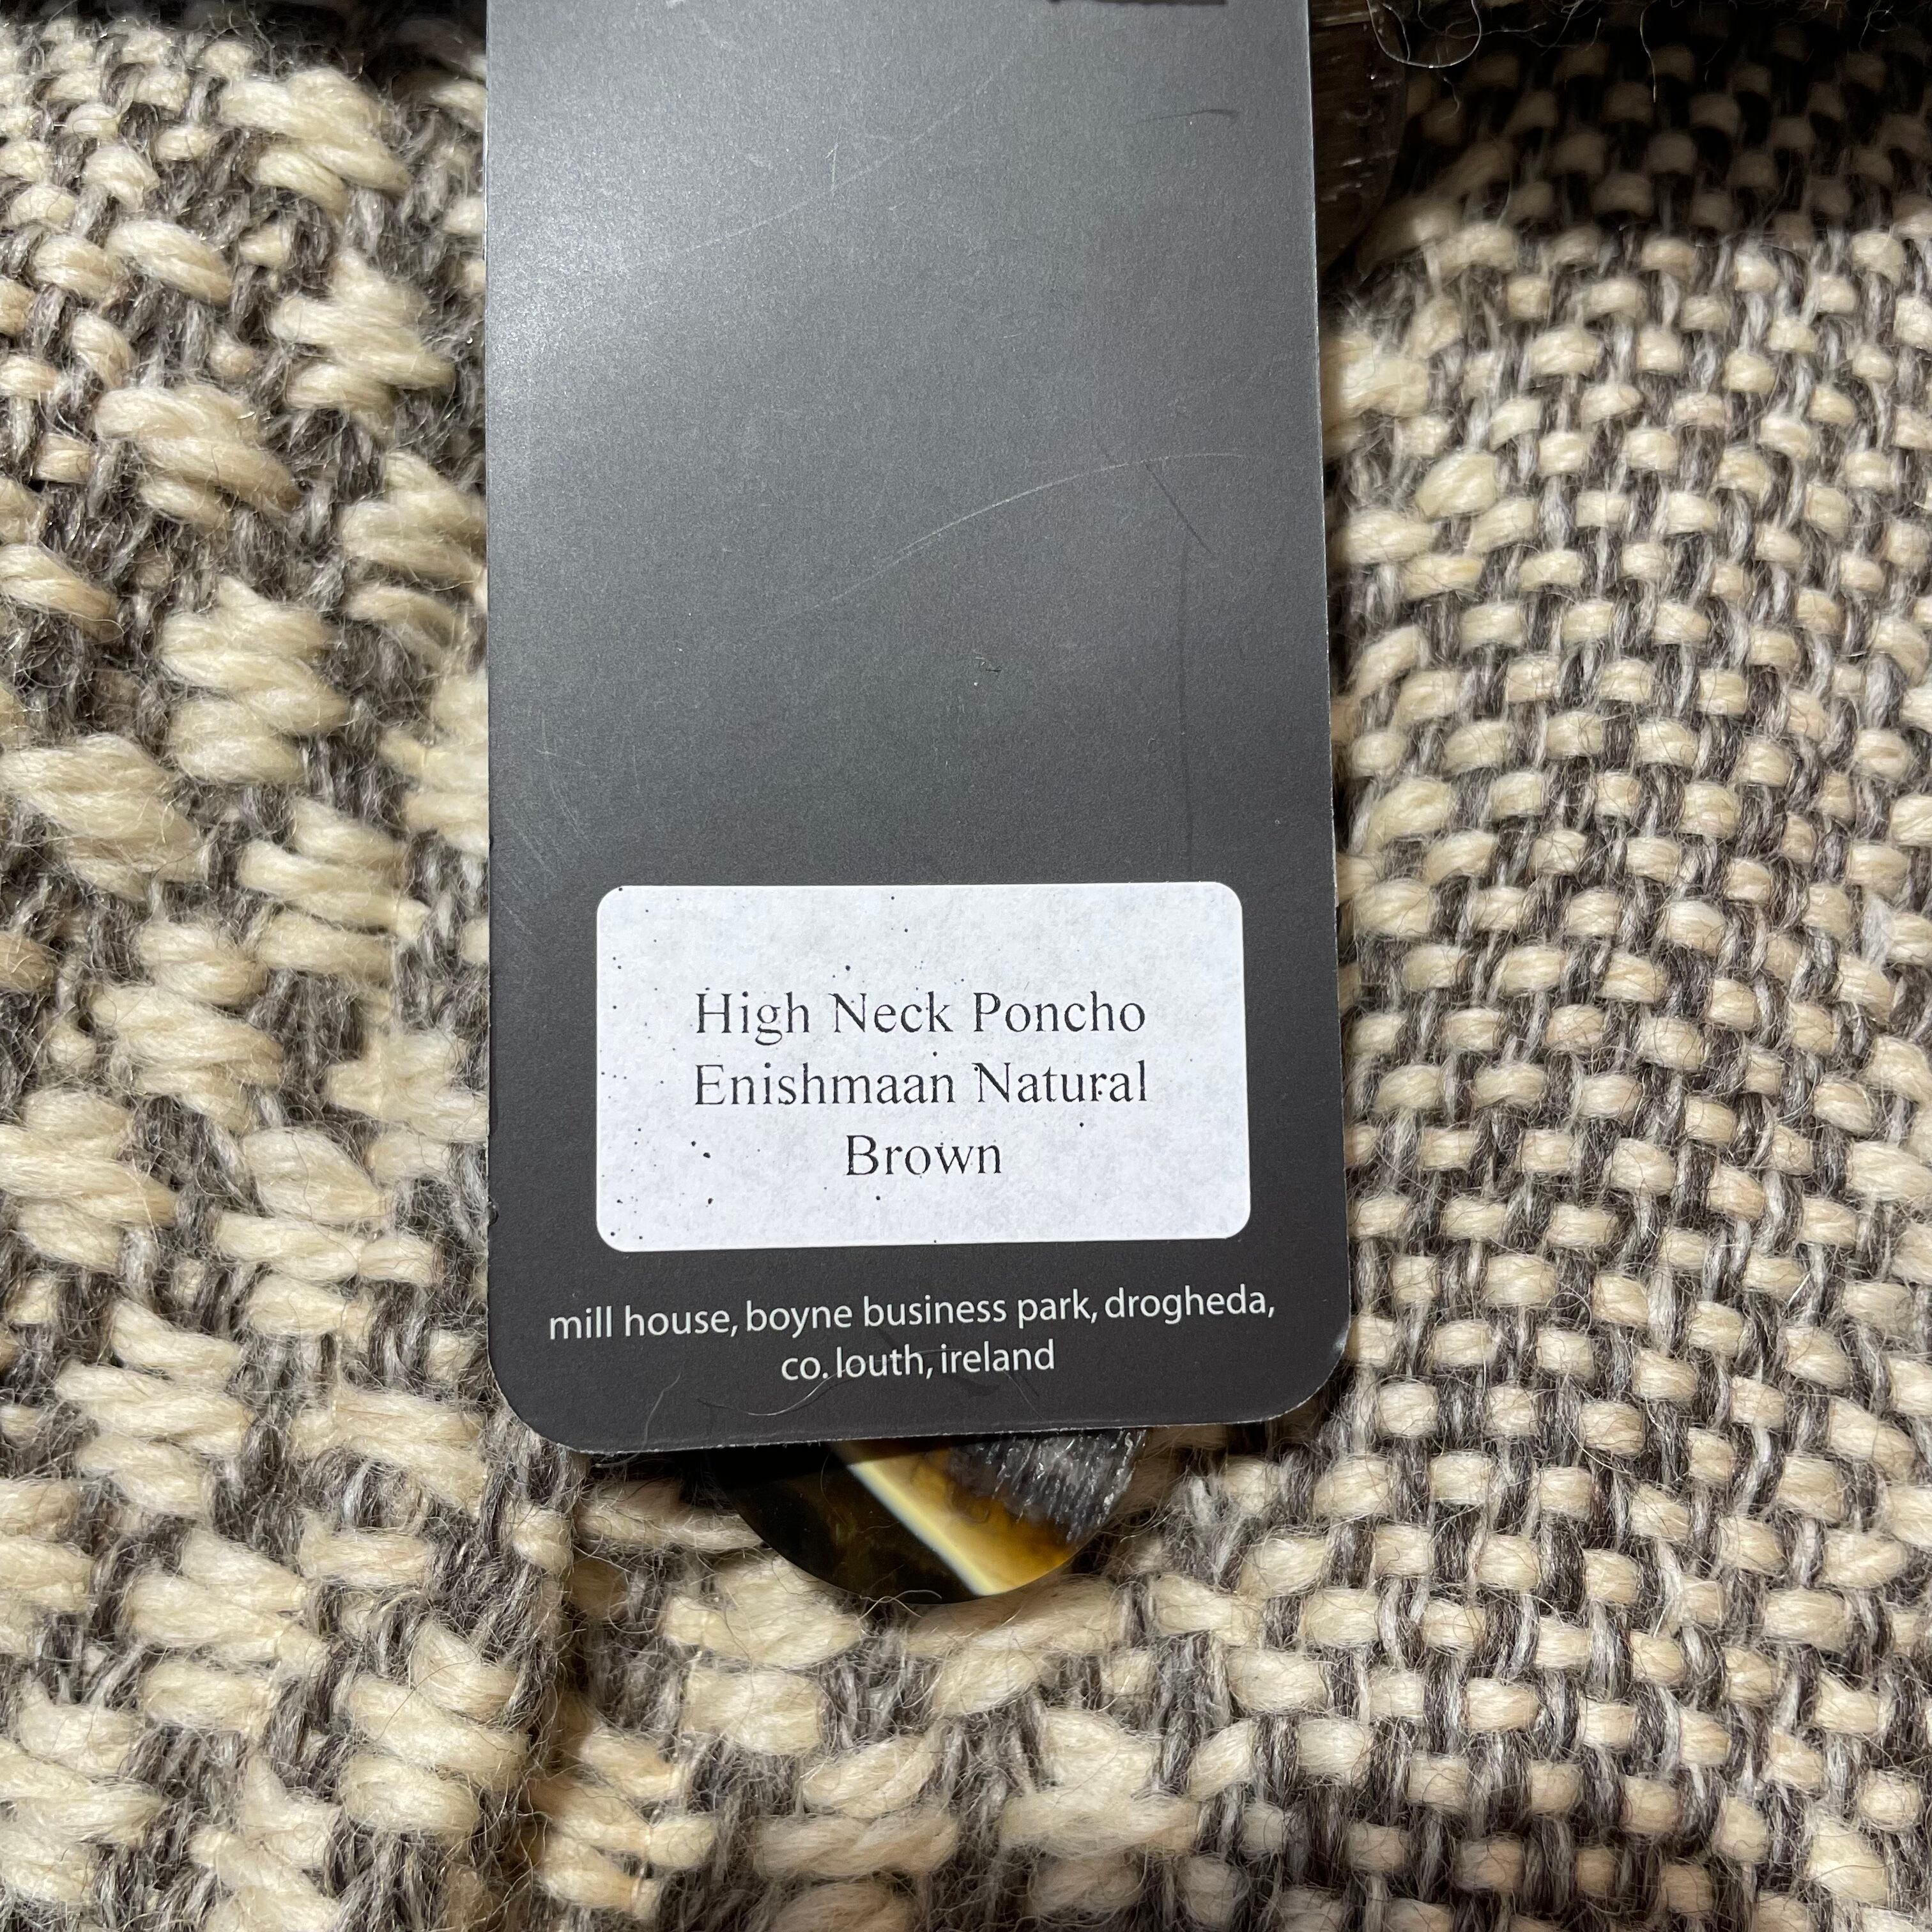 High Neck Poncho
Enishmaan Natural
Brown
mill house, boyne business park, drogheda,
co. louth, ireland